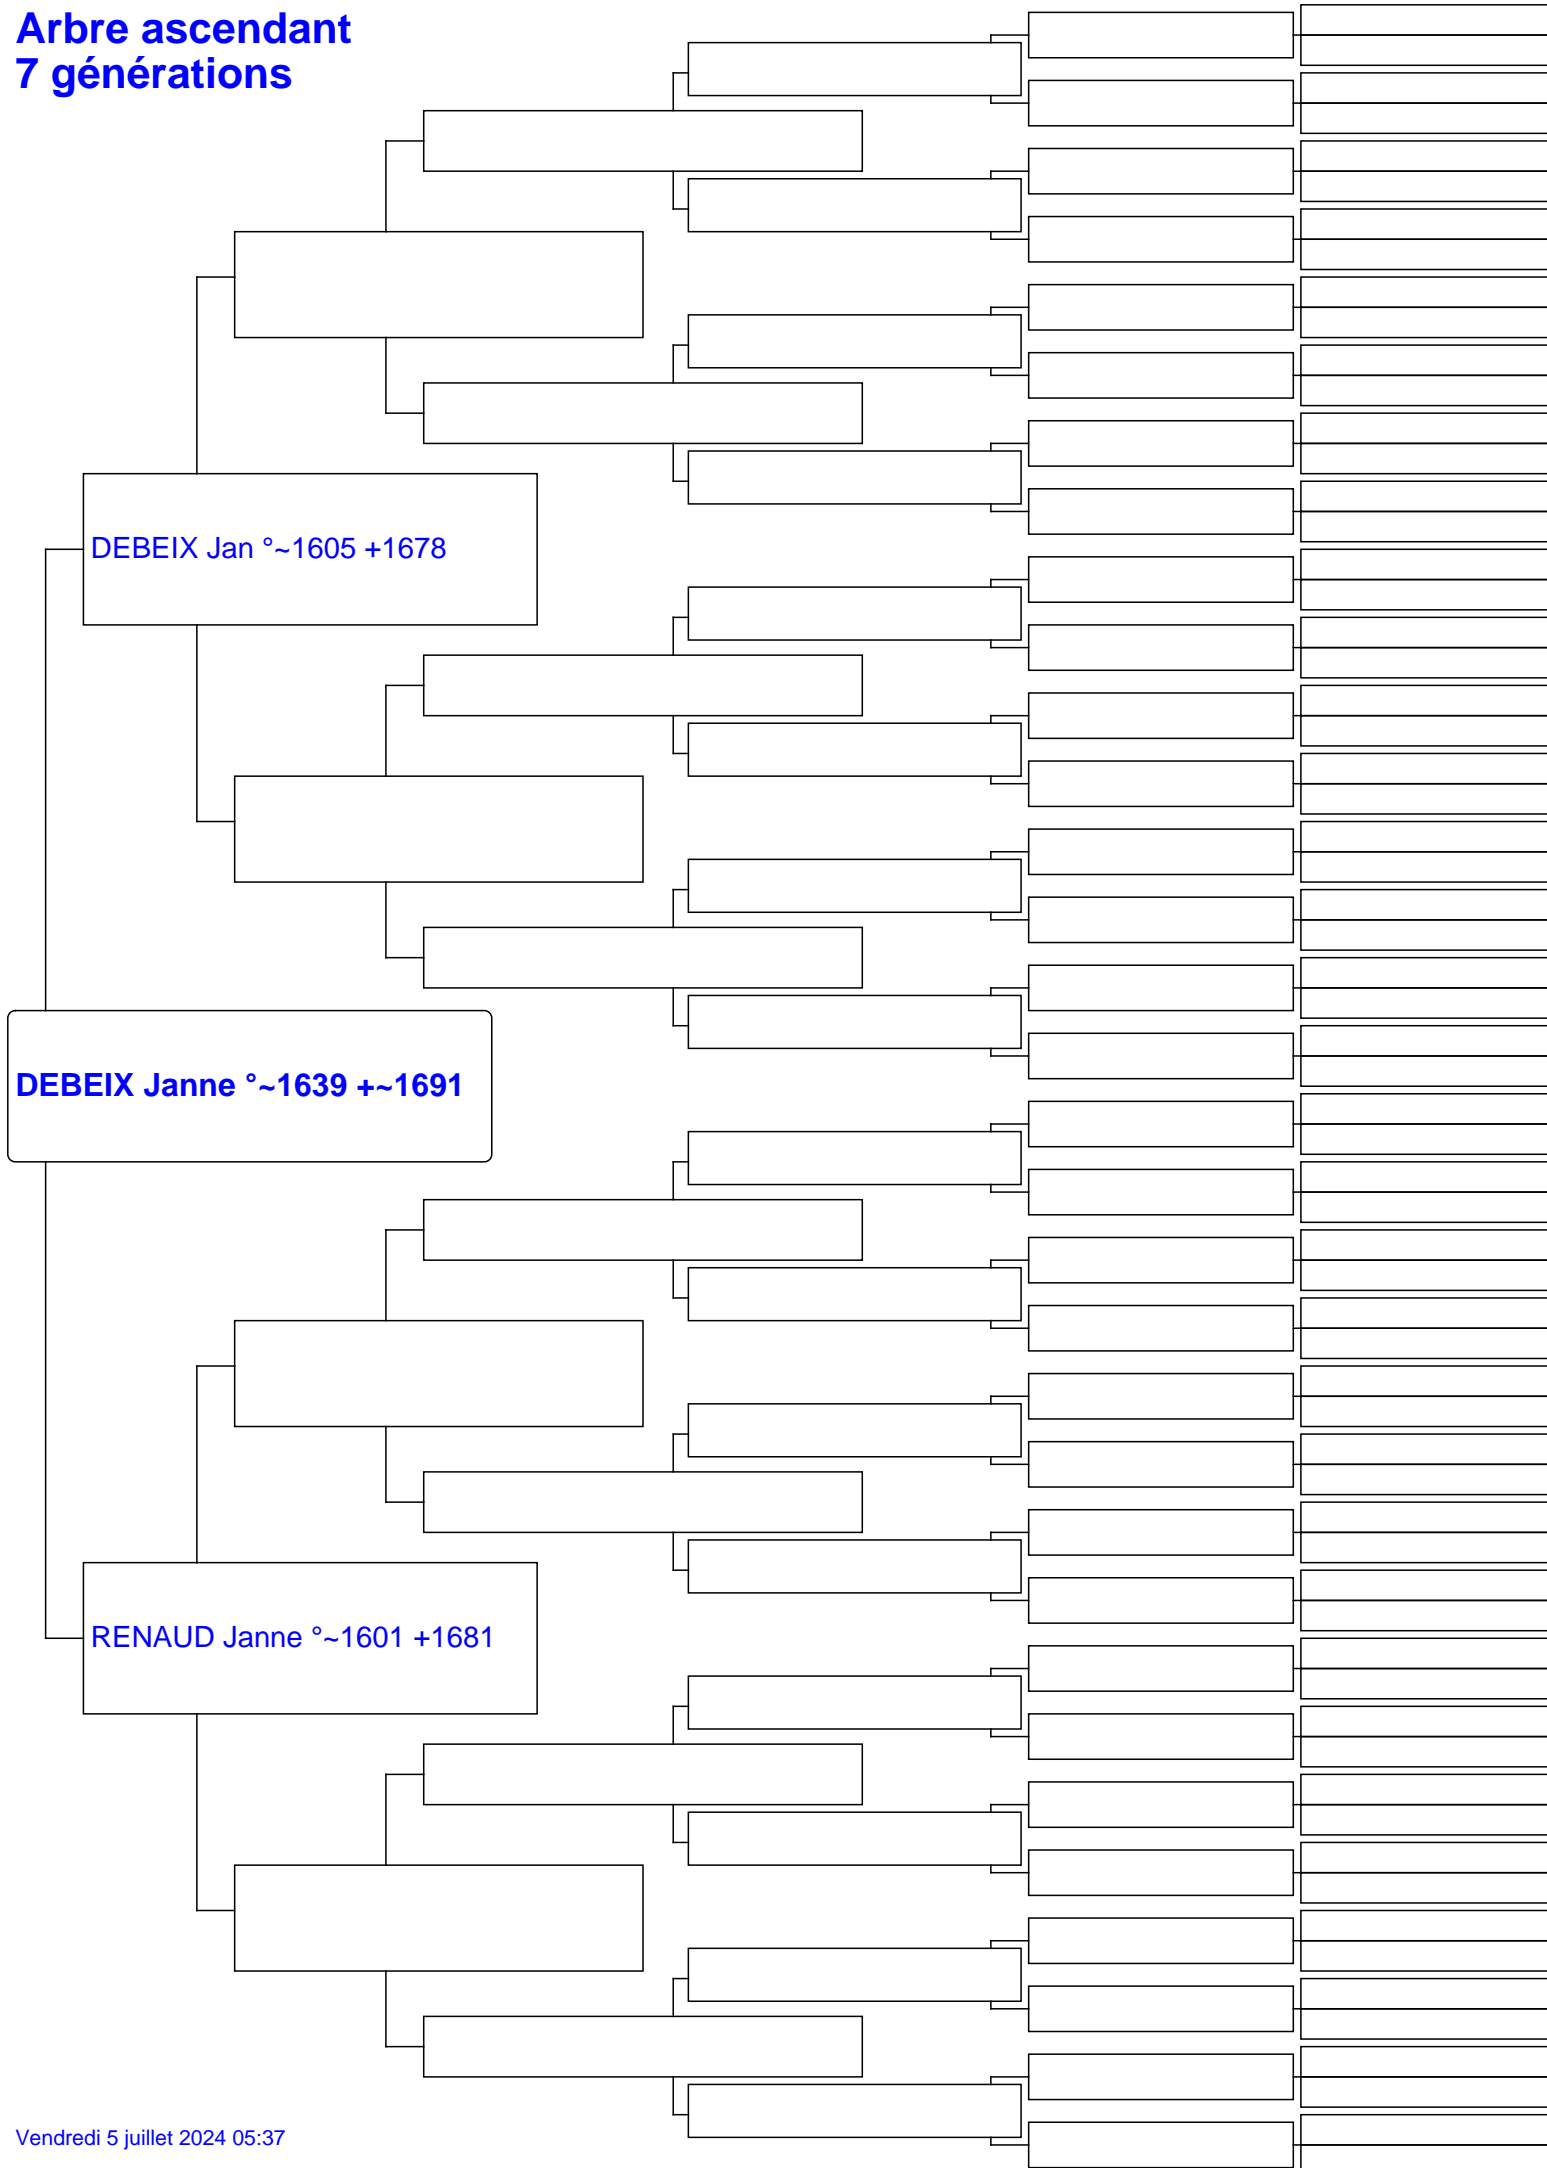 Arbre ascendant
7 générations
DEBEIX Jan °~1605 +1678
DEBEIX Janne °~1639 +~1691
RENAUD Janne °~1601 +1681
Vendredi 5 juillet 2024 05:37